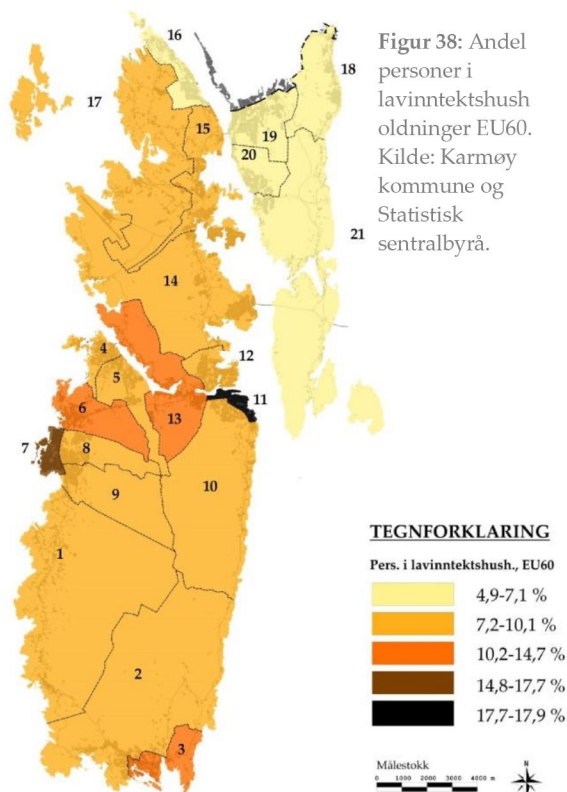 Figur 38: Andel
personer i
lavinntektshush
oldninger EU60.
Kilde: Karmøy
kommune og
Statistisk
sentralbyrå.
16
18
17
15
19
20
21
14
4
12
5
11
6
13
7
8
10
9
1
2
3
TEGNFORKLARING
Pers. i lavinntektshush., EU60
4,9-7,1 %
7,2-10,1 %
10,2-14,7 %
14,8-17,7 %
17,7-17,9 %
Målestokk
0 1000 2000 3000 4000 m
N